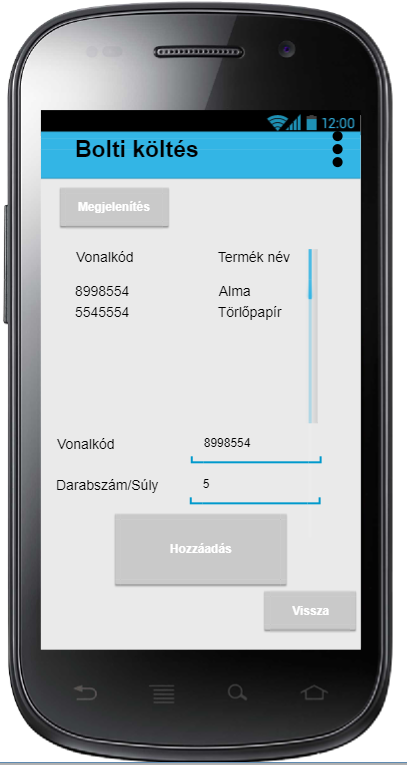 12:00
Bolti költés
Megjelenítés
Vonalkód Termék név
8998554 Alma
5545554 Törlőpapír
Vonalkód 8998554
Darabszám/Súly 5
Hozzáadás
Vissza